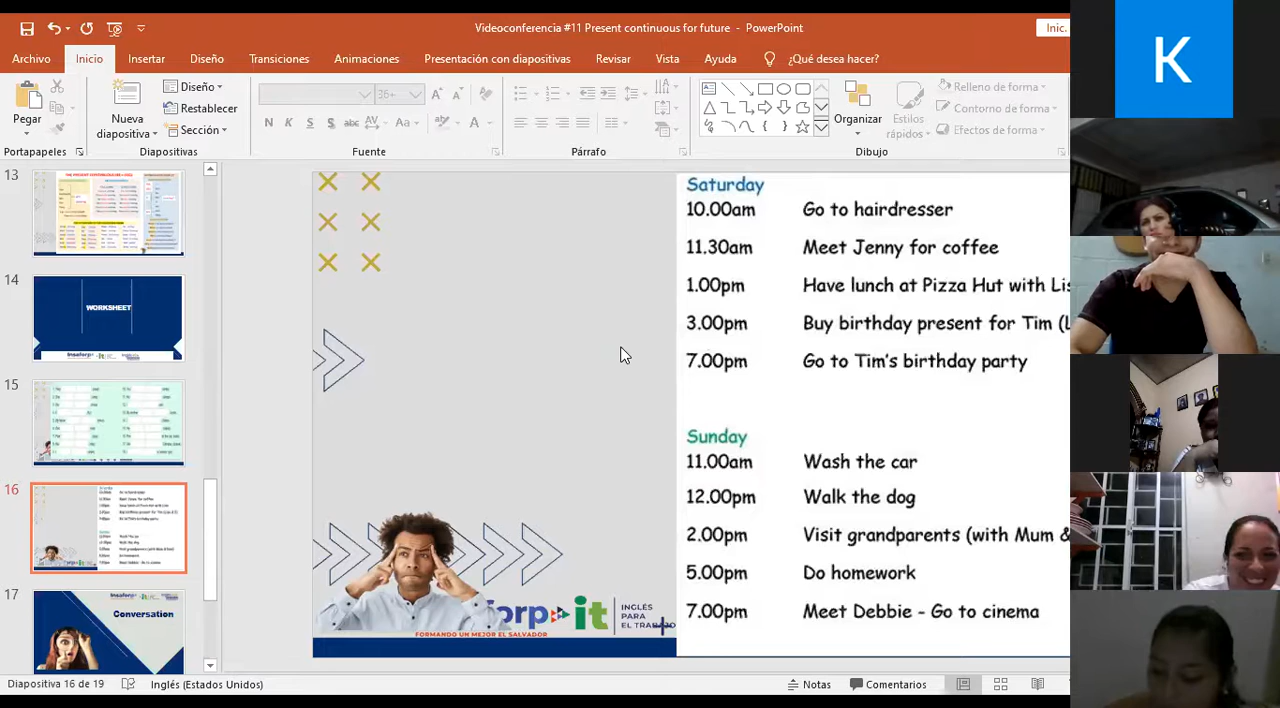 Videoconferencia #11 Present continuous for future - PowerPoint
Inic.
Archivo Inicio Insertar Diseño Transiciones Animaciones Presentación con diapositivas Revisar Vista Ayuda ¿Qué desea hacer?
Pegar
Nueva diapositiva
Diseño
Restablecer
Sección
36+
N K S S abc AV Aa A
Organizar
Estilos rápidos
Relleno de forma
Contorno de forma
Efectos de forma
Portapapeles Diapositivas Fuente Párrafo Dibujo
13
14
WORKSHEET
15
16
17
Conversation
Saturday
10.00am Go to hairdresser
11.30am Meet Jenny for coffee
1.00pm Have lunch at Pizza Hut with Lis
3.00pm Buy birthday present for Tim (L
7.00pm Go to Tim's birthday party
Sunday
11.00am Wash the car
12.00pm Walk the dog
2.00pm Visit grandparents (with Mum &
5.00pm Do homework
7.00pm Meet Debbie - Go to cinema
orp it
INGLÉS
PARA
EL TRABAJO
FORMANDO UN MEJOR EL SALVADOR
Diapositiva 16 de 19 Inglés (Estados Unidos) Notas Comentarios
K